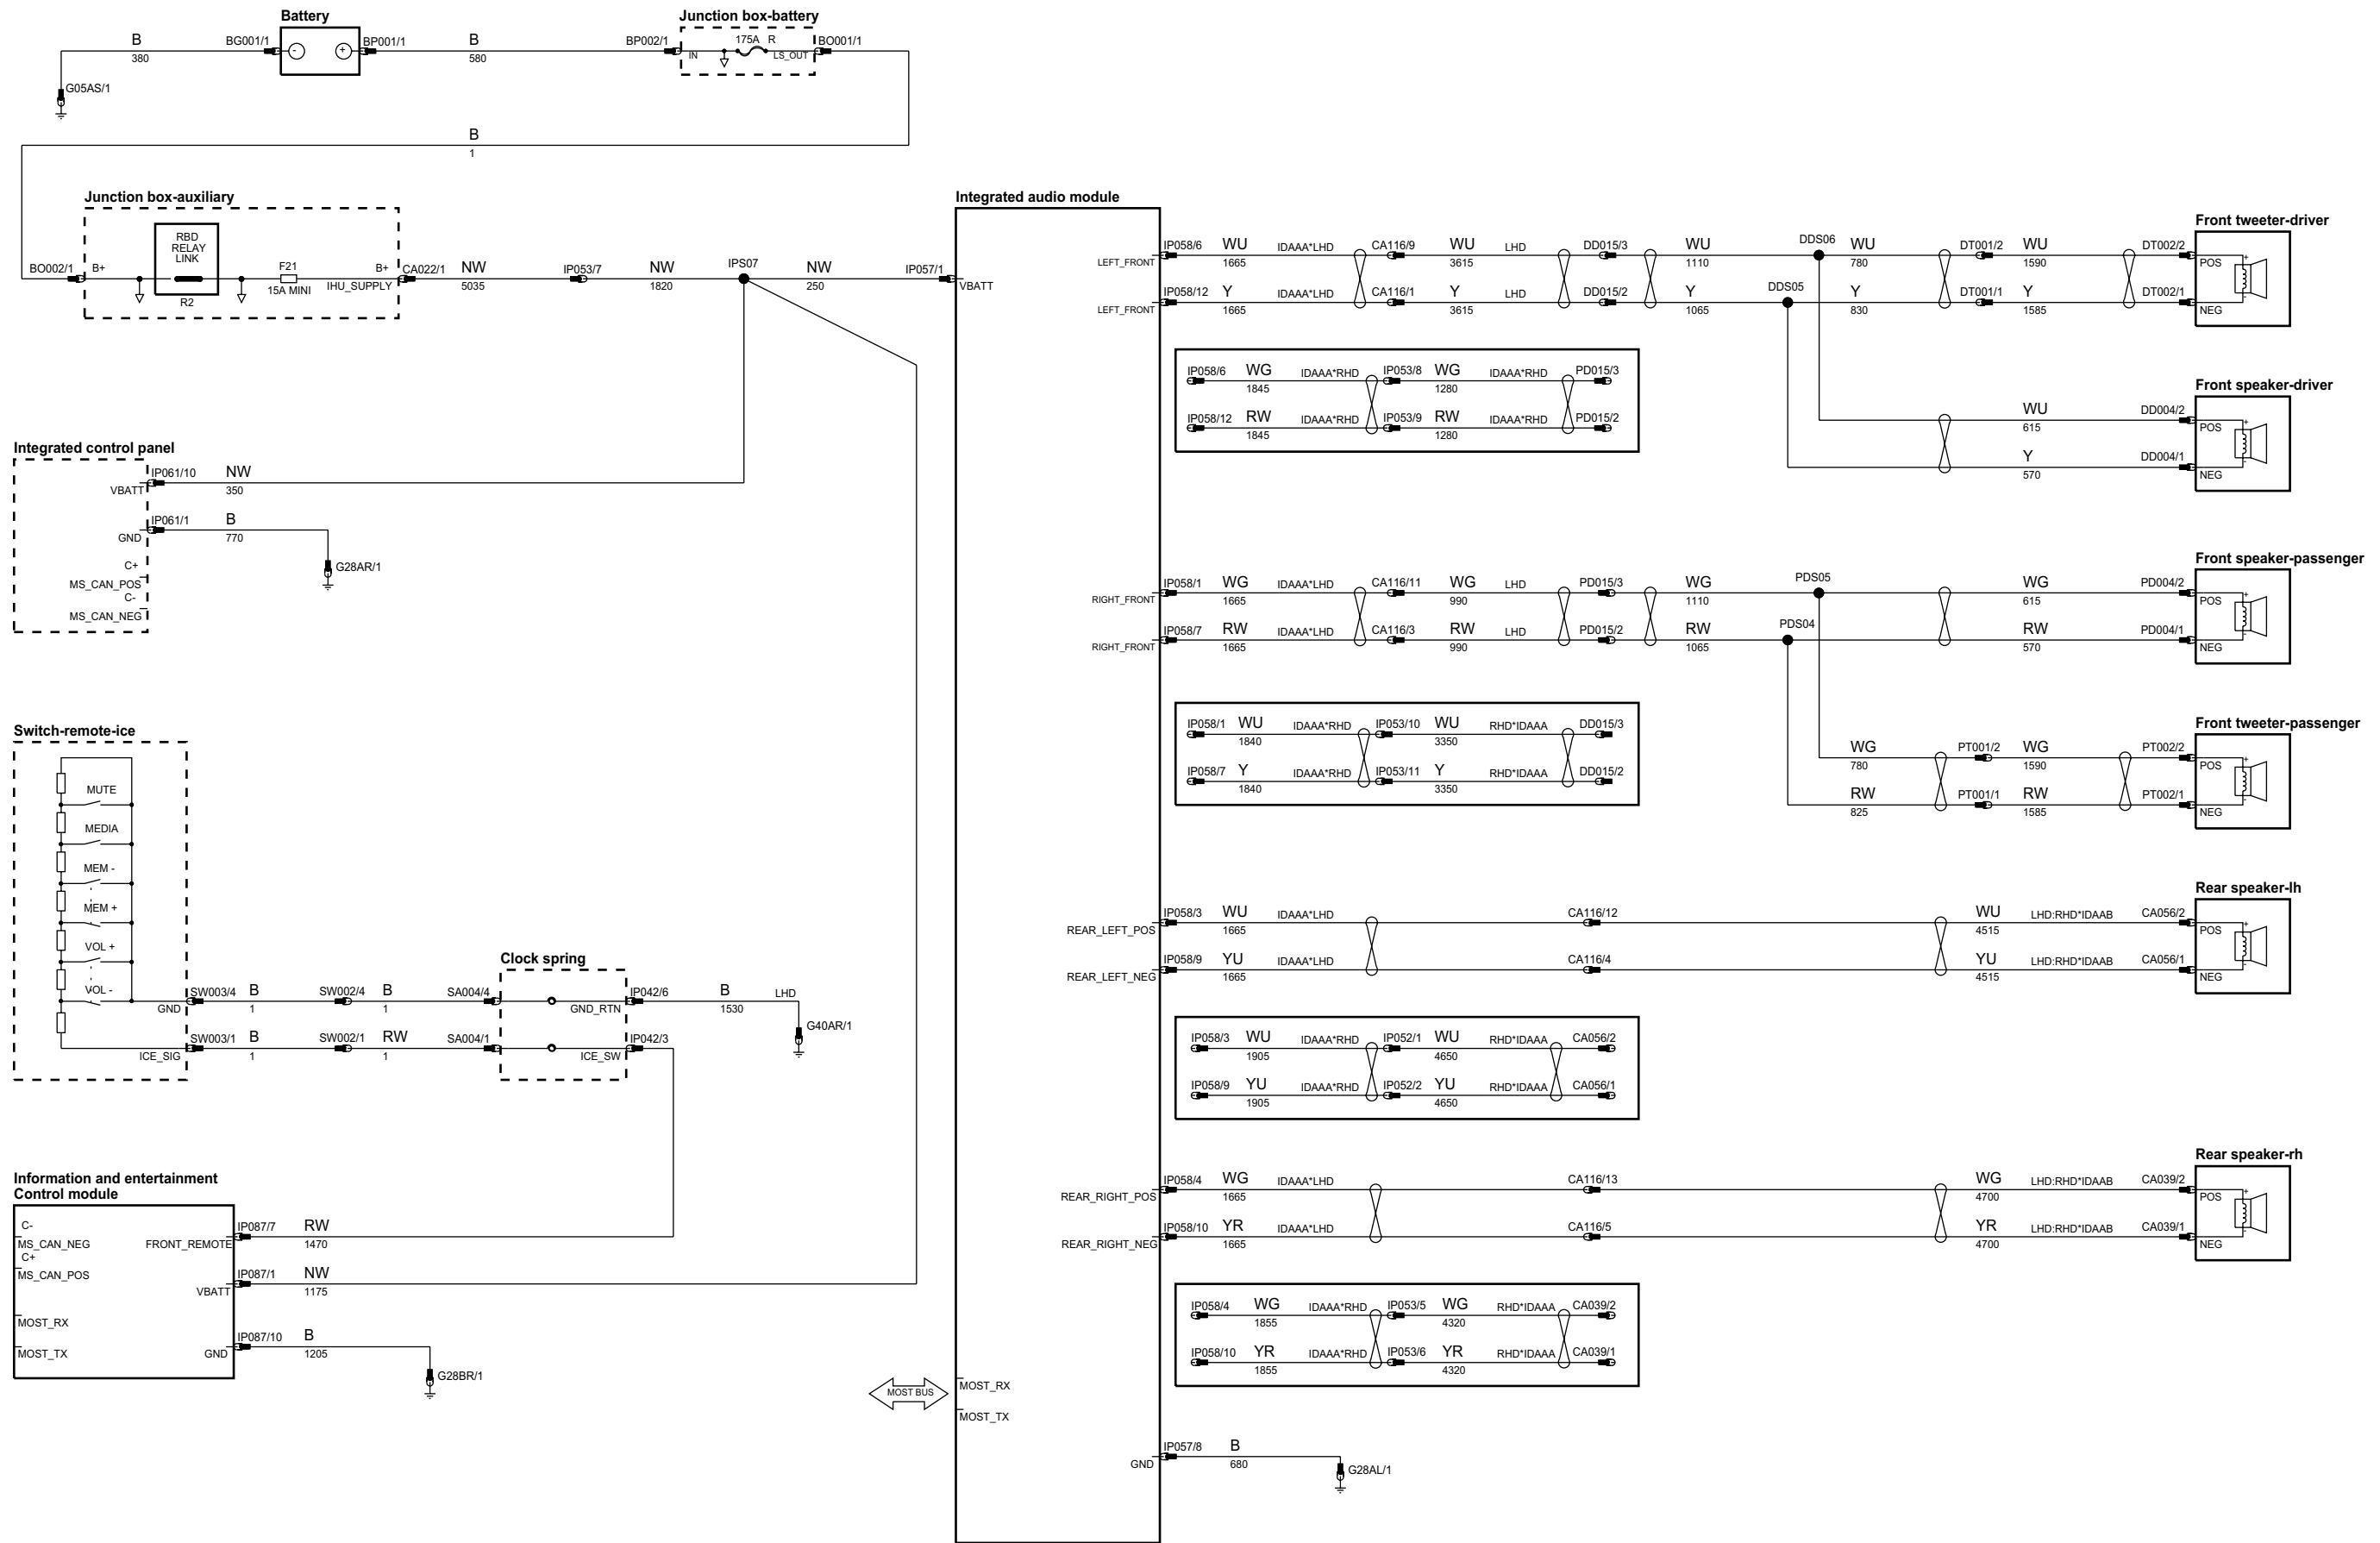 Battery
Junction box-battery
B
380
BG001/1
-
+
BP001/1
B
580
BP002/1
IN
175A R
LS_OUT
BO001/1
G05AS/1
B
1
Junction box-auxiliary
BO002/1
B+
RBD
RELAY
LINK
R2
F21
15A MINI
B+
IHU_SUPPLY
CA022/1
NW
5035
IP053/7
NW
1820
IPS07
NW
250
IP057/1
VBATT
Integrated control panel
IP061/10
NW
350
VBATT
IP061/1
B
770
GND
G28AR/1
C+
MS_CAN_POS
C-
MS_CAN_NEG
Switch-remote-ice
MUTE
MEDIA
MEM -
MEM +
VOL +
VOL -
GND
SW003/4
B
1
SW002/4
B
1
SA004/4
Clock spring
GND_RTN
IP042/6
B
1530
LHD
G40AR/1
ICE_SIG
SW003/1
B
1
SW002/1
RW
1
SA004/1
ICE_SW
IP042/3
Information and entertainment
Control module
C-
MS_CAN_NEG
C+
MS_CAN_POS
MOST_RX
MOST_TX
FRONT_REMOTE
IP087/7
RW
1470
VBATT
IP087/1
NW
1175
GND
IP087/10
B
1205
G28BR/1
Integrated audio module
MOST BUS
MOST_RX
MOST_TX
LEFT_FRONT
IP058/6
WU
1665
IDAAA*LHD
CA116/9
WU
3615
LHD
DD015/3
WU
1110
DDS06
WU
780
DT001/2
WU
1590
DT002/2
Front tweeter-driver
POS
+
-
NEG
LEFT_FRONT
IP058/12
Y
1665
IDAAA*LHD
CA116/1
Y
3615
LHD
DD015/2
Y
1065
DDS05
Y
830
DT001/1
Y
1585
DT002/1
IP058/6
WG
1845
IDAAA*RHD
IP053/8
WG
1280
IDAAA*RHD
PD015/3
IP058/12
RW
1845
IDAAA*RHD
IP053/9
RW
1280
IDAAA*RHD
PD015/2
Front speaker-driver
WU
615
DD004/2
POS
+
-
Y
570
DD004/1
NEG
RIGHT_FRONT
IP058/1
WG
1665
IDAAA*LHD
CA116/11
WG
990
LHD
PD015/3
WG
1110
PDS05
WG
615
PD004/2
Front speaker-passenger
POS
+
-
NEG
RIGHT_FRONT
IP058/7
RW
1665
IDAAA*LHD
CA116/3
RW
990
LHD
PD015/2
RW
1065
PDS04
RW
570
PD004/1
IP058/1
WU
1840
IDAAA*RHD
IP053/10
WU
3350
RHD*IDAAA
DD015/3
IP058/7
Y
1840
IDAAA*RHD
IP053/11
Y
3350
RHD*IDAAA
DD015/2
Front tweeter-passenger
WG
780
PT001/2
WG
1590
PT002/2
POS
+
-
RW
825
PT001/1
RW
1585
PT002/1
NEG
REAR_LEFT_POS
IP058/3
WU
1665
IDAAA*LHD
CA116/12
WU
4515
LHD:RHD*IDAAB
CA056/2
Rear speaker-lh
POS
+
-
NEG
REAR_LEFT_NEG
IP058/9
YU
1665
IDAAA*LHD
CA116/4
YU
4515
LHD:RHD*IDAAB
CA056/1
IP058/3
WU
1905
IDAAA*RHD
IP052/1
WU
4650
RHD*IDAAA
CA056/2
IP058/9
YU
1905
IDAAA*RHD
IP052/2
YU
4650
RHD*IDAAA
CA056/1
REAR_RIGHT_POS
IP058/4
WG
1665
IDAAA*LHD
CA116/13
WG
4700
LHD:RHD*IDAAB
CA039/2
Rear speaker-rh
POS
+
-
NEG
REAR_RIGHT_NEG
IP058/10
YR
1665
IDAAA*LHD
CA116/5
YR
4700
LHD:RHD*IDAAB
CA039/1
IP058/4
WG
1855
IDAAA*RHD
IP053/5
WG
4320
RHD*IDAAA
CA039/2
IP058/10
YR
1855
IDAAA*RHD
IP053/6
YR
4320
RHD*IDAAA
CA039/1
GND
IP057/8
B
680
G28AL/1